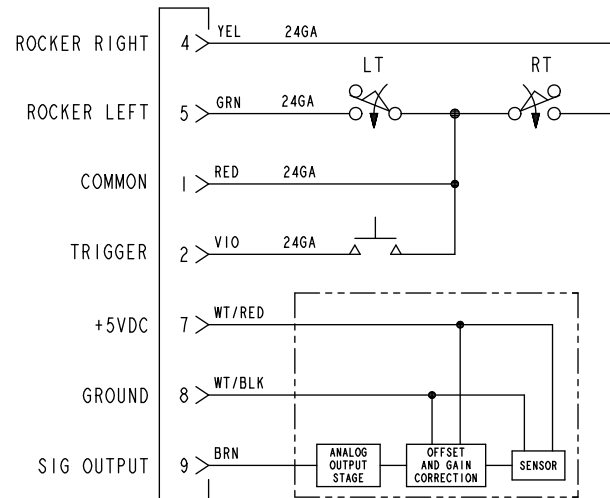 ROCKER RIGHT 4 YEL 24GA
LT RT
ROCKER LEFT 5 GRN 24GA
COMMON 1 RED 24GA
TRIGGER 2 VIO 24GA
+5VDC 7 WT/RED
GROUND 8 WT/BLK
SIG OUTPUT 9 BRN
ANALOG
OUTPUT
STAGE
OFFSET
AND GAIN
CORRECTION
SENSOR